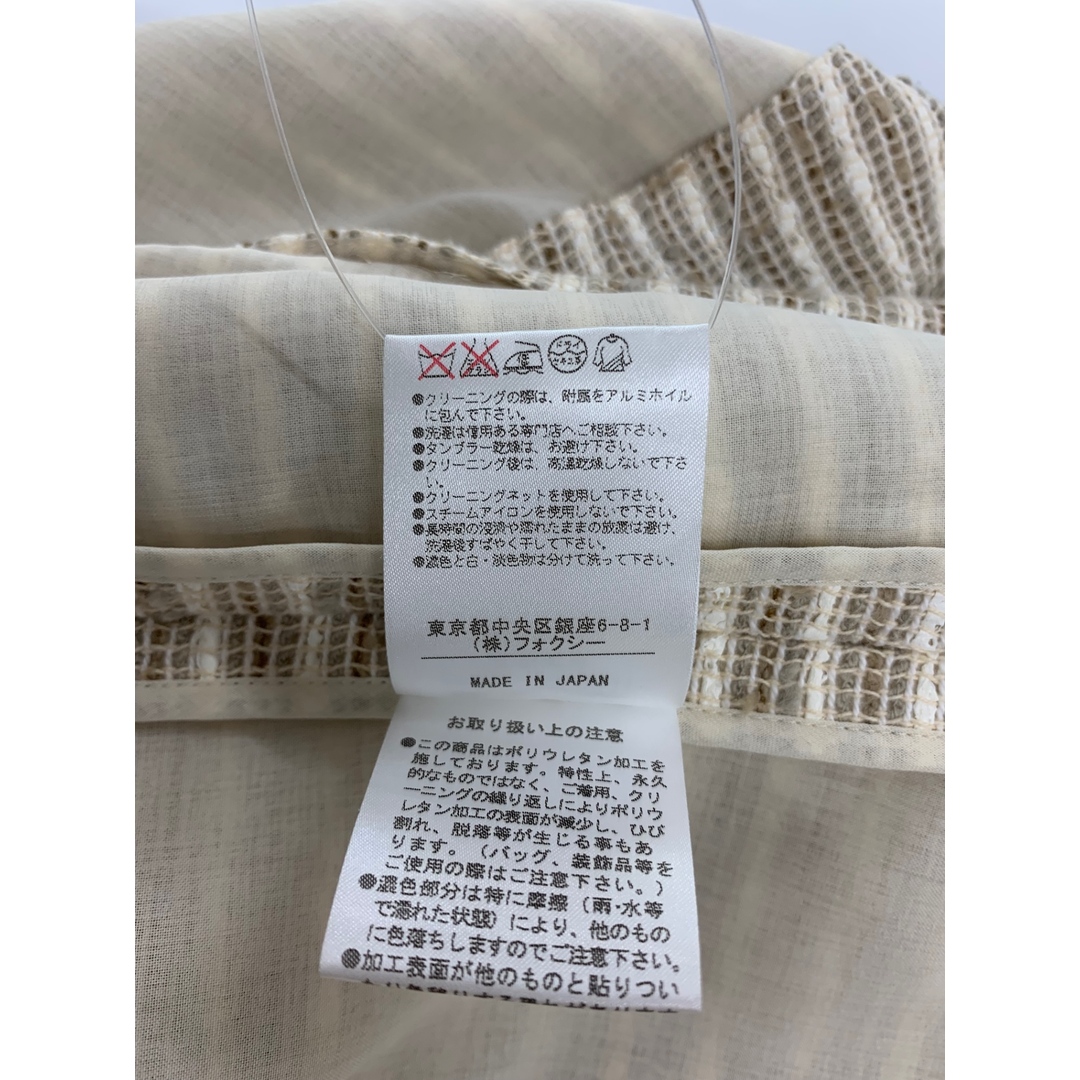 エンソ
サラシ
低
ドライ
セキユ系
●クリーニングの際は、附属をアルミホイル
に包んで下さい。
●洗濯は信用ある専門店へご相談下さい。
●タンブラー乾燥は、お避け下さい。
●クリーニング後は、高温乾燥しないで下さ
い。
●クリーニングネットを使用して下さい。
●スチームアイロンを使用しないで下さい。
●長時間の浸漬や濡れたままの放置は避け、
洗濯後すばやく干して下さい。
●濃色と白・淡色物は分けて洗って下さい。
東京都中央区銀座6-8-1
(株)フォクシー
MADE IN JAPAN
お取り扱い上の注意
●この商品はポリウレタン加工を
施しております。特性上、永久
的なものではなく、ご着用、クリ
ーニングの繰り返しによりポリウ
レタン加工の表面が減少し、ひび
割れ、脱落等が生じる事もあ
ります。(バッグ、装飾品等を
ご使用の際はご注意下さい。)
●濃色部分は特に摩擦(雨・水等
で濡れた状態)により、他のもの
に色落ちしますのでご注意下さい。
●加工表面が他のものと貼りつい